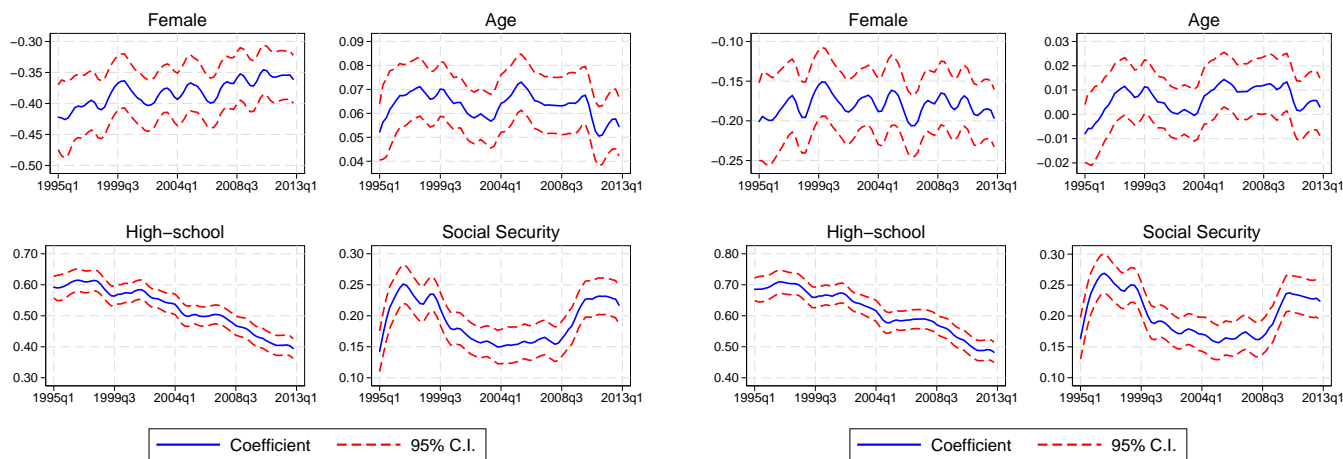 Female
−0.30
−0.35
−0.40
−0.45
−0.50
1995q1 1999q3 2004q1 2008q3 2013q1
Age
0.09
0.08
0.07
0.06
0.05
0.04
1995q1 1999q3 2004q1 2008q3 2013q1
High−school
0.70
0.60
0.50
0.40
0.30
1995q1 1999q3 2004q1 2008q3 2013q1
Social Security
0.30
0.25
0.20
0.15
0.10
1995q1 1999q3 2004q1 2008q3 2013q1
Coefficient 95% C.I.
Female
−0.10
−0.15
−0.20
−0.25
1995q1 1999q3 2004q1 2008q3 2013q1
Age
0.03
0.02
0.01
0.00
−0.01
−0.02
1995q1 1999q3 2004q1 2008q3 2013q1
High−school
0.80
0.70
0.60
0.50
0.40
1995q1 1999q3 2004q1 2008q3 2013q1
Social Security
0.30
0.25
0.20
0.15
0.10
1995q1 1999q3 2004q1 2008q3 2013q1
Coefficient 95% C.I.